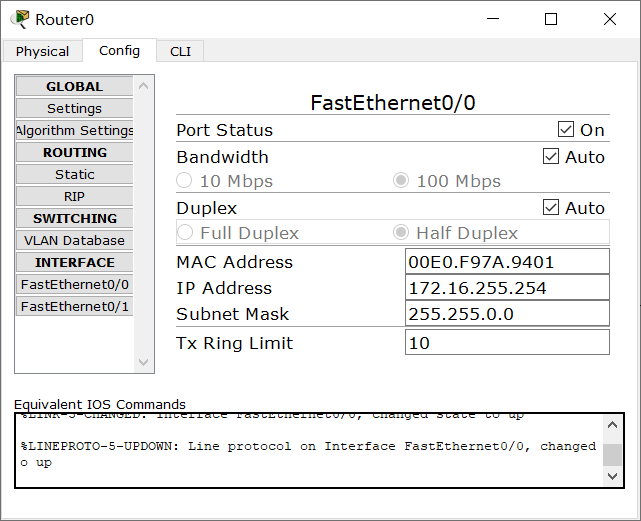 Router0
Physical Config CLI
GLOBAL
Settings
Algorithm Settings
ROUTING
Static
RIP
SWITCHING
VLAN Database
INTERFACE
FastEthernet0/0
FastEthernet0/1
FastEthernet0/0
Port Status On
Bandwidth Auto
10 Mbps 100 Mbps
Duplex Auto
Full Duplex Half Duplex
MAC Address 00E0.F97A.9401
IP Address 172.16.255.254
Subnet Mask 255.255.0.0
Tx Ring Limit 10
Equivalent IOS Commands
%LINK-5-CHANGED: Interface FastEthernet0/0, changed state to up
%LINEPROTO-5-UPDOWN: Line protocol on Interface FastEthernet0/0, changed
o up